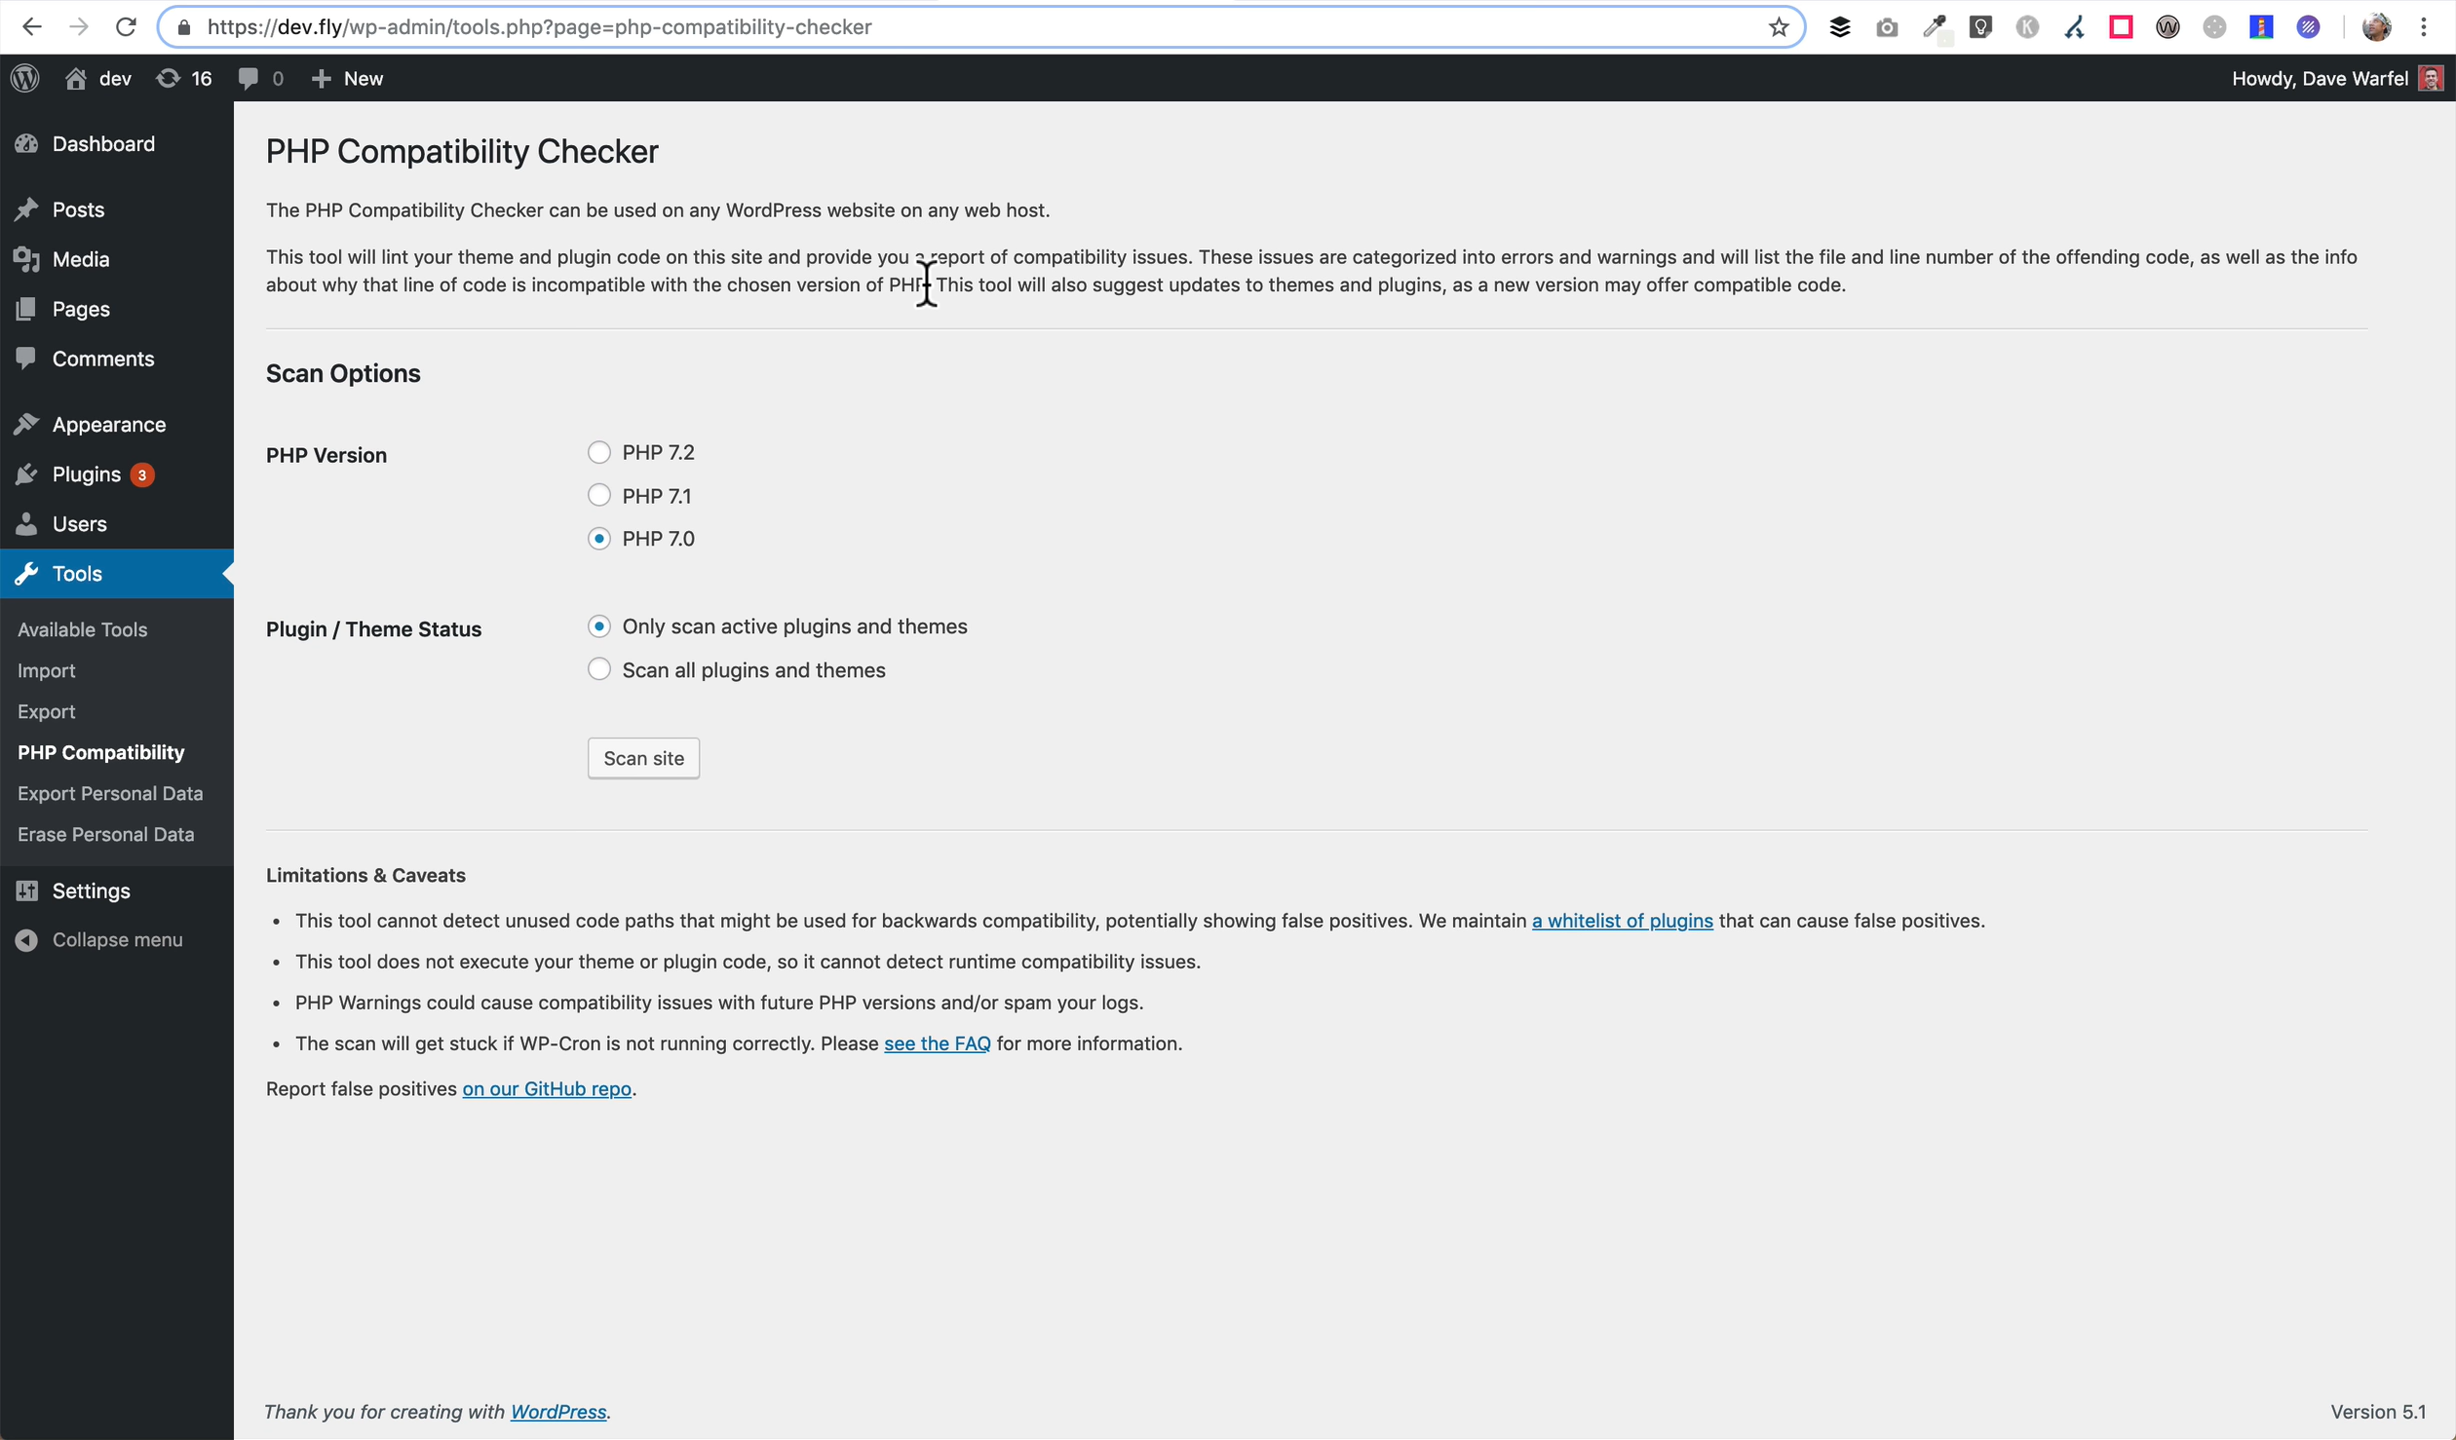 https://dev.fly/wp-admin/tools.php?page=php-compatibility-checker
dev 16 0 New Howdy, Dave Warfel
Dashboard
Posts
Media
Pages
Comments
Appearance
Plugins 3
Users
Tools
Available Tools
Import
Export
PHP Compatibility
Export Personal Data
Erase Personal Data
Settings
Collapse menu
PHP Compatibility Checker
The PHP Compatibility Checker can be used on any WordPress website on any web host.
This tool will lint your theme and plugin code on this site and provide you a report of compatibility issues. These issues are categorized into errors and warnings and will list the file and line number of the offending code, as well as the info
about why that line of code is incompatible with the chosen version of PHP. This tool will also suggest updates to themes and plugins, as a new version may offer compatible code.
Scan Options
PHP Version
PHP 7.2
PHP 7.1
PHP 7.0
Plugin / Theme Status
Only scan active plugins and themes
Scan all plugins and themes
Scan site
Limitations & Caveats
• This tool cannot detect unused code paths that might be used for backwards compatibility, potentially showing false positives. We maintain a whitelist of plugins that can cause false positives.
• This tool does not execute your theme or plugin code, so it cannot detect runtime compatibility issues.
• PHP Warnings could cause compatibility issues with future PHP versions and/or spam your logs.
• The scan will get stuck if WP-Cron is not running correctly. Please see the FAQ for more information.
Report false positives on our GitHub repo.
Thank you for creating with WordPress.
Version 5.1